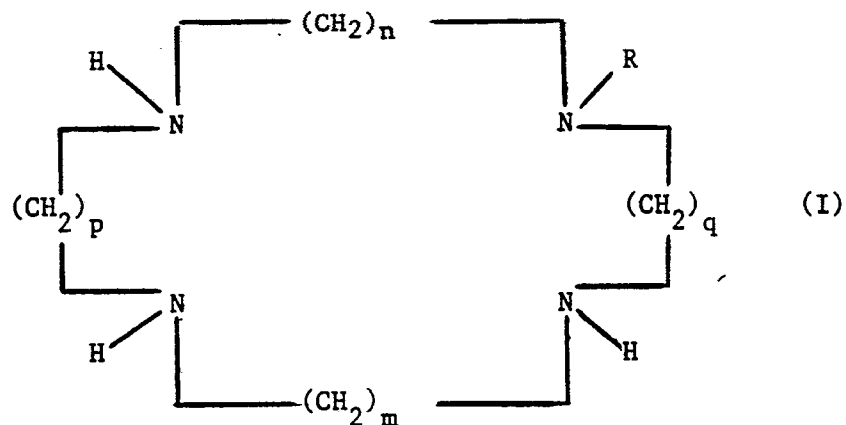 (CH2)n
H R
N N
(CH2)p (CH2)q (I)
N N
H H
(CH2)m